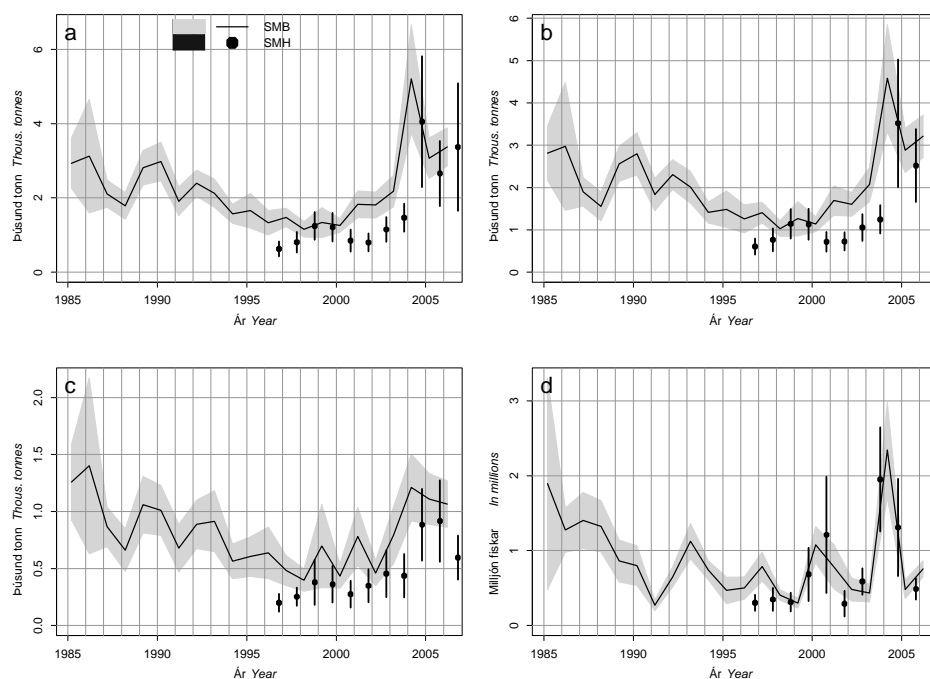 a
SMB
SMH
Þúsund tonn Thous. tonnes
0 2 4 6
1985 1990 1995 2000 2005
Ár Year
b
Þúsund tonn Thous. tonnes
0 1 2 3 4 5 6
1985 1990 1995 2000 2005
Ár Year
c
Þúsund tonn Thous. tonnes
0.0 0.5 1.0 1.5 2.0
1985 1990 1995 2000 2005
Ár Year
d
Milljón fiskar In millions
0 1 2 3
1985 1990 1995 2000 2005
Ár Year